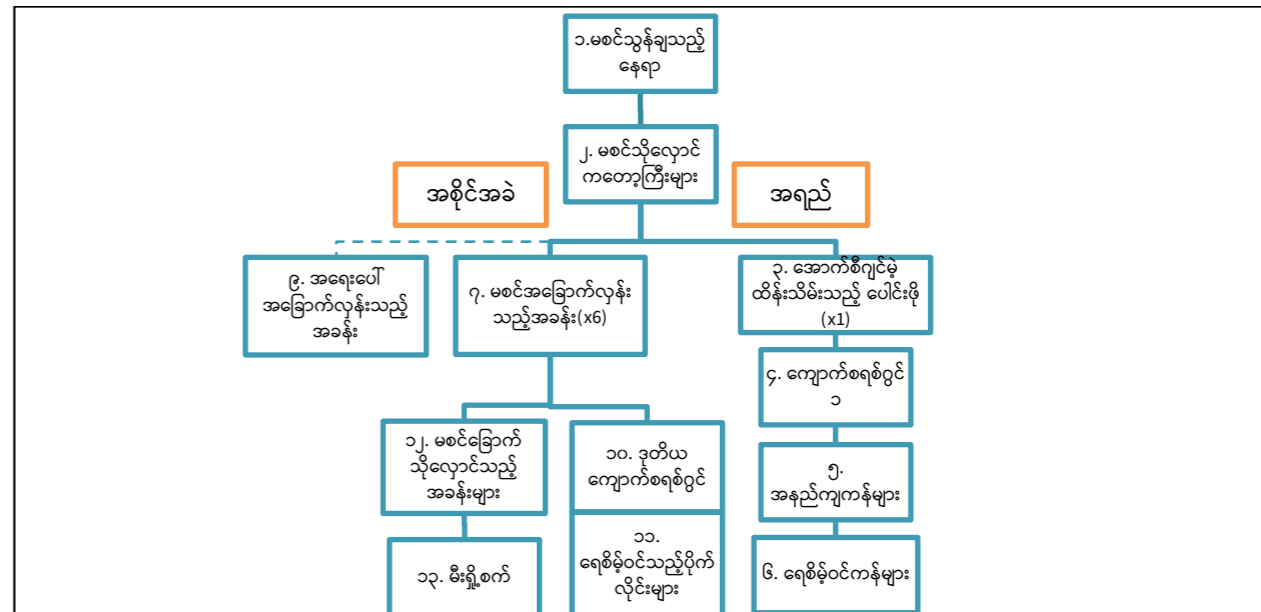 ၁.မစင်သွန်ချသည့်
နေရာ
၂. မစင်သိုလှောင်
ကတော့ကြီးများ
အစိုင်အခဲ
အရည်
၉. အရေးပေါ်
အခြောက်လှန်းသည့်
အခန်း
၇. မစင်အခြောက်လှန်း
သည့်အခန်း(x6)
၃. အောက်စီဂျင်မဲ့
ထိန်းသိမ်းသည့် ပေါင်းဖို
(x1)
၄. ကျောက်စရစ်ဂွင်
၁
၁၂. မစင်ခြောက်
သိုလှောင်သည့်
အခန်းများ
၁၀. ဒုတိယ
ကျောက်စရစ်ဂွင်
၅.
အနည်ကျကန်များ
၁၃. မီးရှို့စက်
၁၁.
ရေစိမ့်ဝင်သည့်ပိုက်
လိုင်းများ
၆. ရေစိမ့်ဝင်ကန်များ